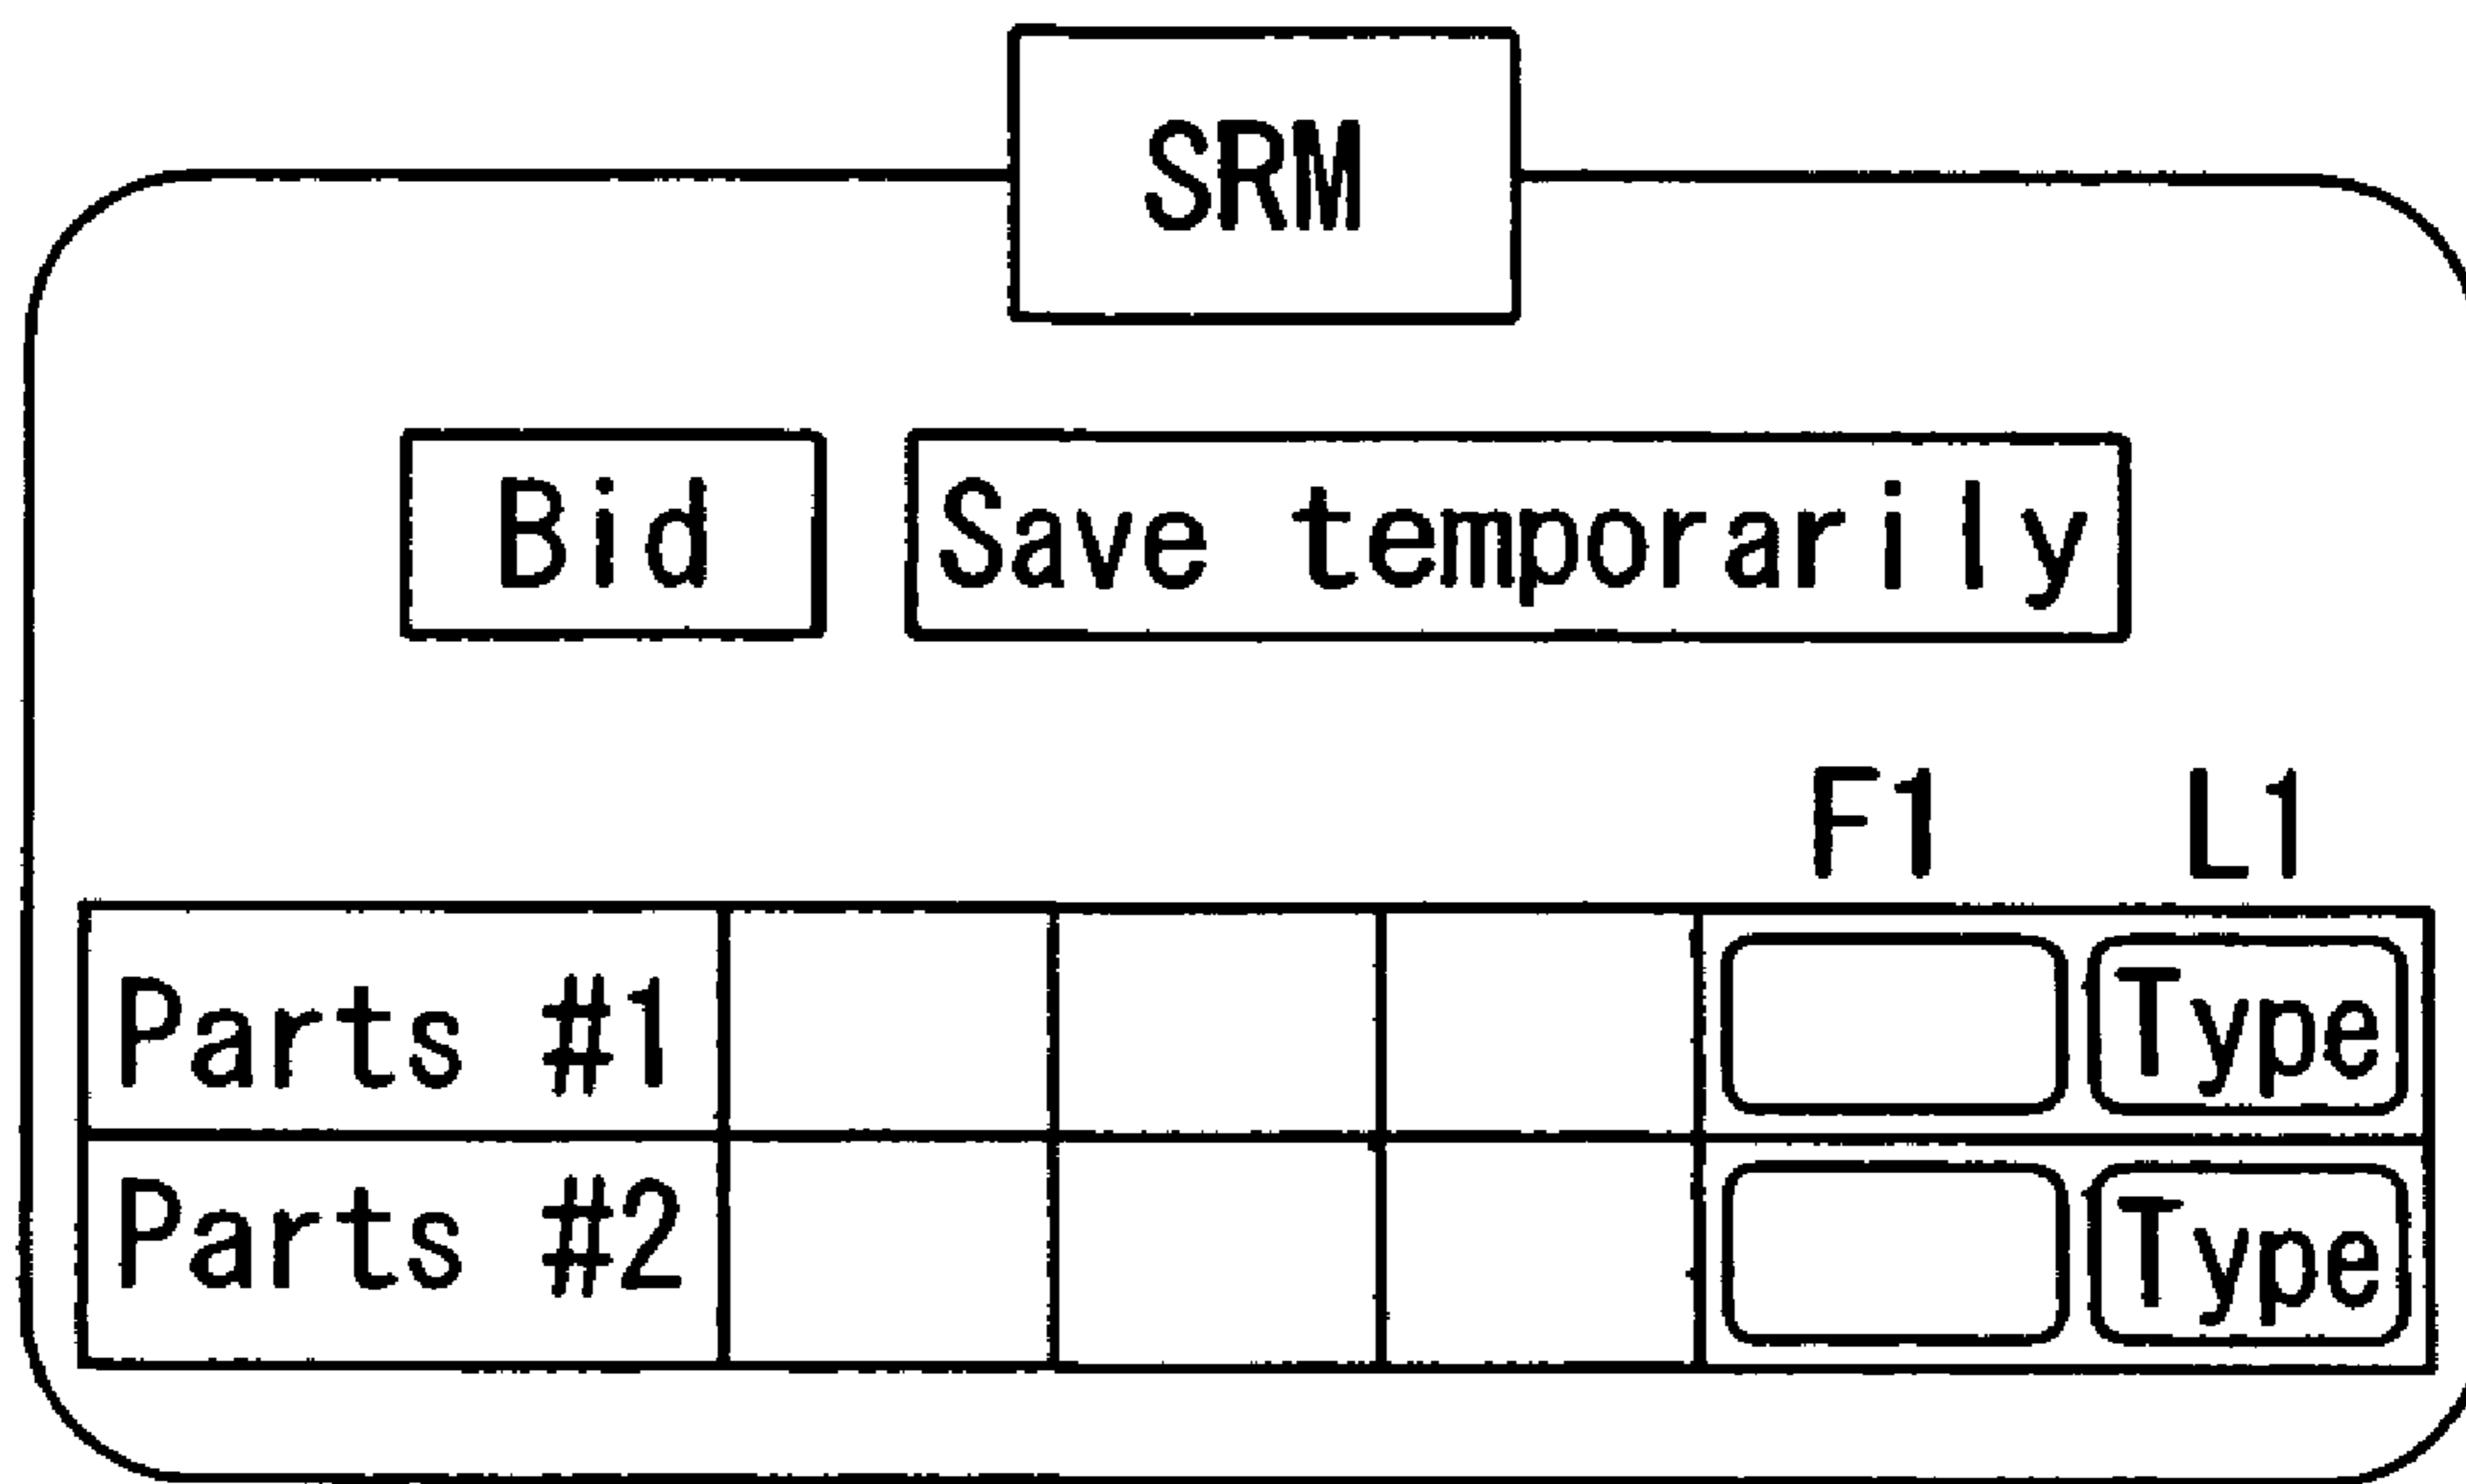 SRM
Bid Save temporarily
F1 L1
Parts #1 Type
Parts #2 Type